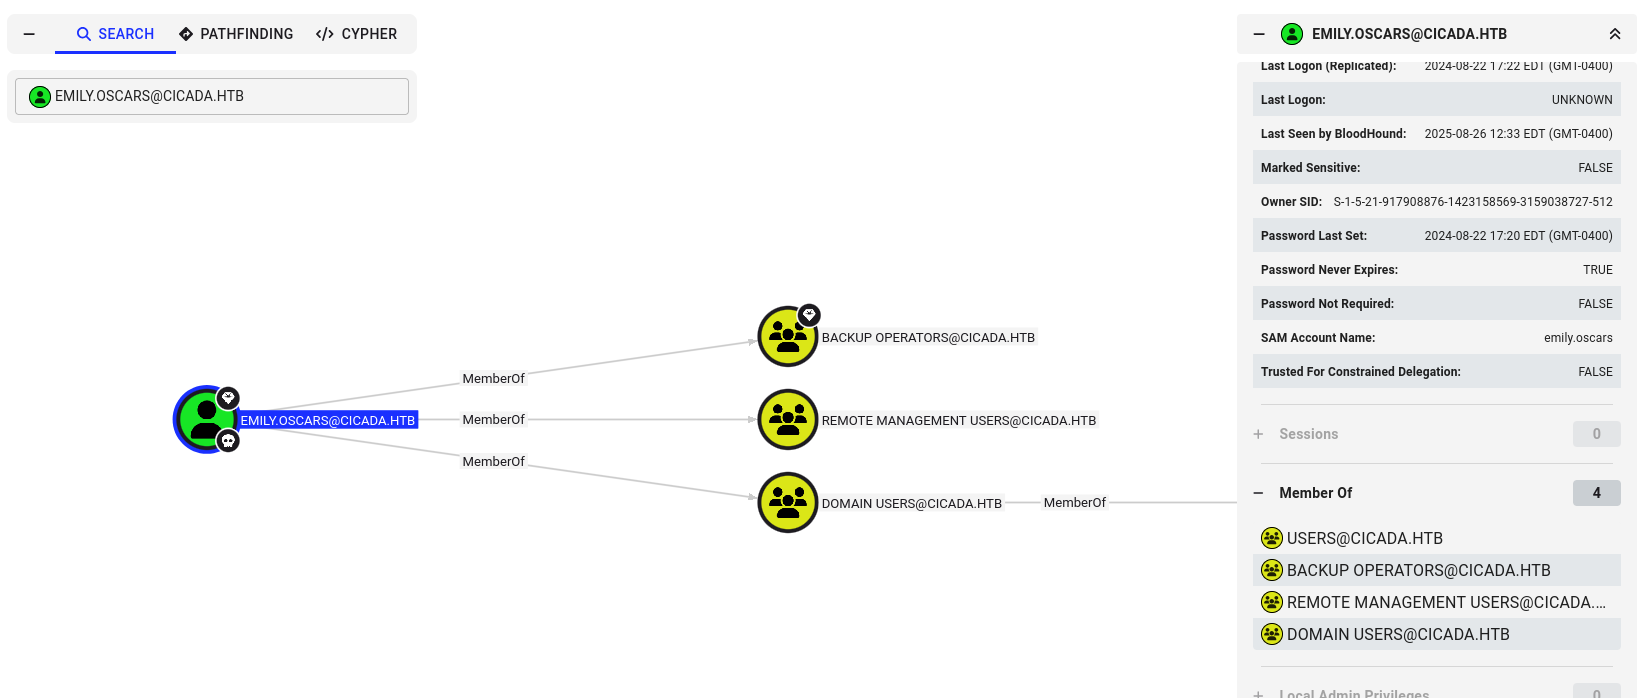 SEARCH
PATHFINDING
CYPHER
EMILY.OSCARS@CICADA.HTB
BACKUP OPERATORS@CICADA.HTB
MemberOf
EMILY.OSCARS@CICADA.HTB
MemberOf
REMOTE MANAGEMENT USERS@CICADA.HTB
MemberOf
DOMAIN USERS@CICADA.HTB
MemberOf
EMILY.OSCARS@CICADA.HTB
Last Logon (Replicated): 2024-08-22 17:22 EDT (GMT-0400)
Last Logon: UNKNOWN
Last Seen by BloodHound: 2025-08-26 12:33 EDT (GMT-0400)
Marked Sensitive: FALSE
Owner SID: S-1-5-21-917908876-1423158569-3159038727-512
Password Last Set: 2024-08-22 17:20 EDT (GMT-0400)
Password Never Expires: TRUE
Password Not Required: FALSE
SAM Account Name: emily.oscars
Trusted For Constrained Delegation: FALSE
Sessions 0
Member Of 4
USERS@CICADA.HTB
BACKUP OPERATORS@CICADA.HTB
REMOTE MANAGEMENT USERS@CICADA....
DOMAIN USERS@CICADA.HTB
Local Admin Privileges 0